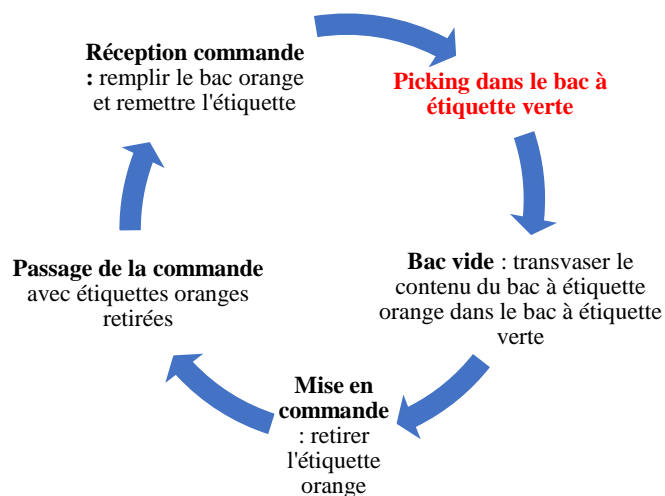 Réception commande
: remplir le bac orange
et remettre l'étiquette
Picking dans le bac à
étiquette verte
Bac vide : transvaser le
contenu du bac à étiquette
orange dans le bac à étiquette
verte
Mise en
commande
: retirer
l'étiquette
orange
Passage de la commande
avec étiquettes oranges
retirées